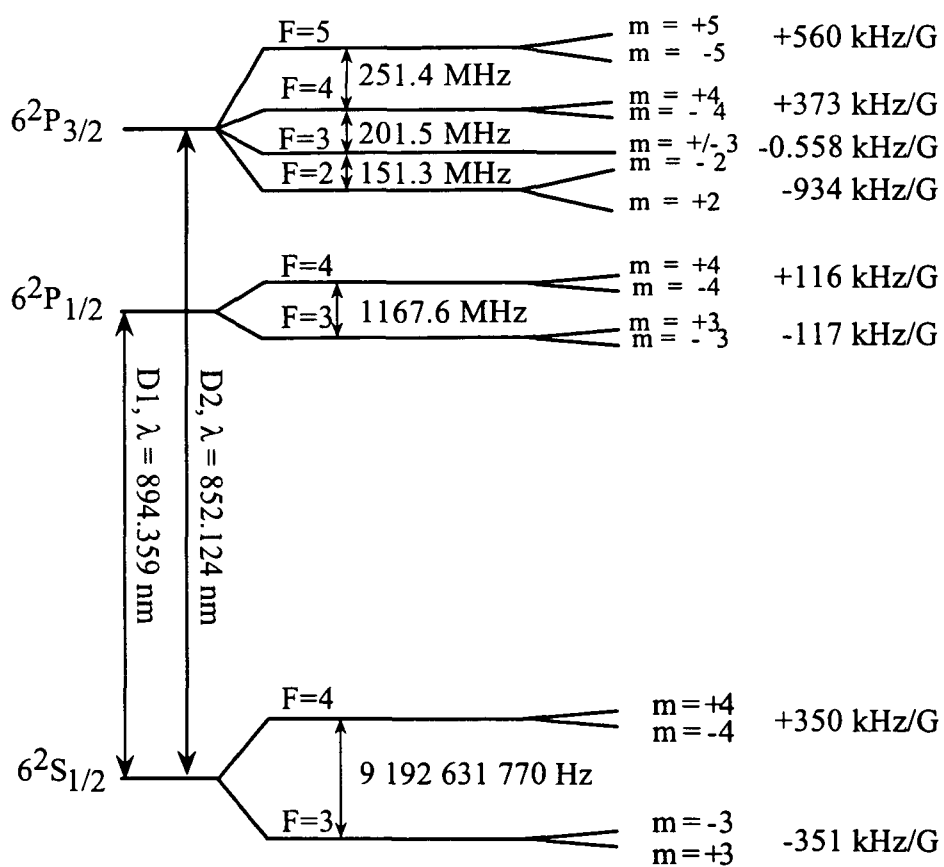 F=5
m = +5
m = -5
+560 kHz/G
251.4 MHz
F=4
m = +4
m = - 4
+373 kHz/G
6²P3/2
201.5 MHz
F=3
m = +/- 3
-0.558 kHz/G
m = - 2
F=2
151.3 MHz
-934 kHz/G
m = +2
F=4
m = +4
m = -4
+116 kHz/G
6²P1/2
1167.6 MHz
F=3
m = +3
m = - 3
-117 kHz/G
D1, λ = 894.359 nm
D2, λ = 852.124 nm
F=4
m=+4
m=-4
+350 kHz/G
6²S1/2
9 192 631 770 Hz
F=3
m=-3
m=+3
-351 kHz/G